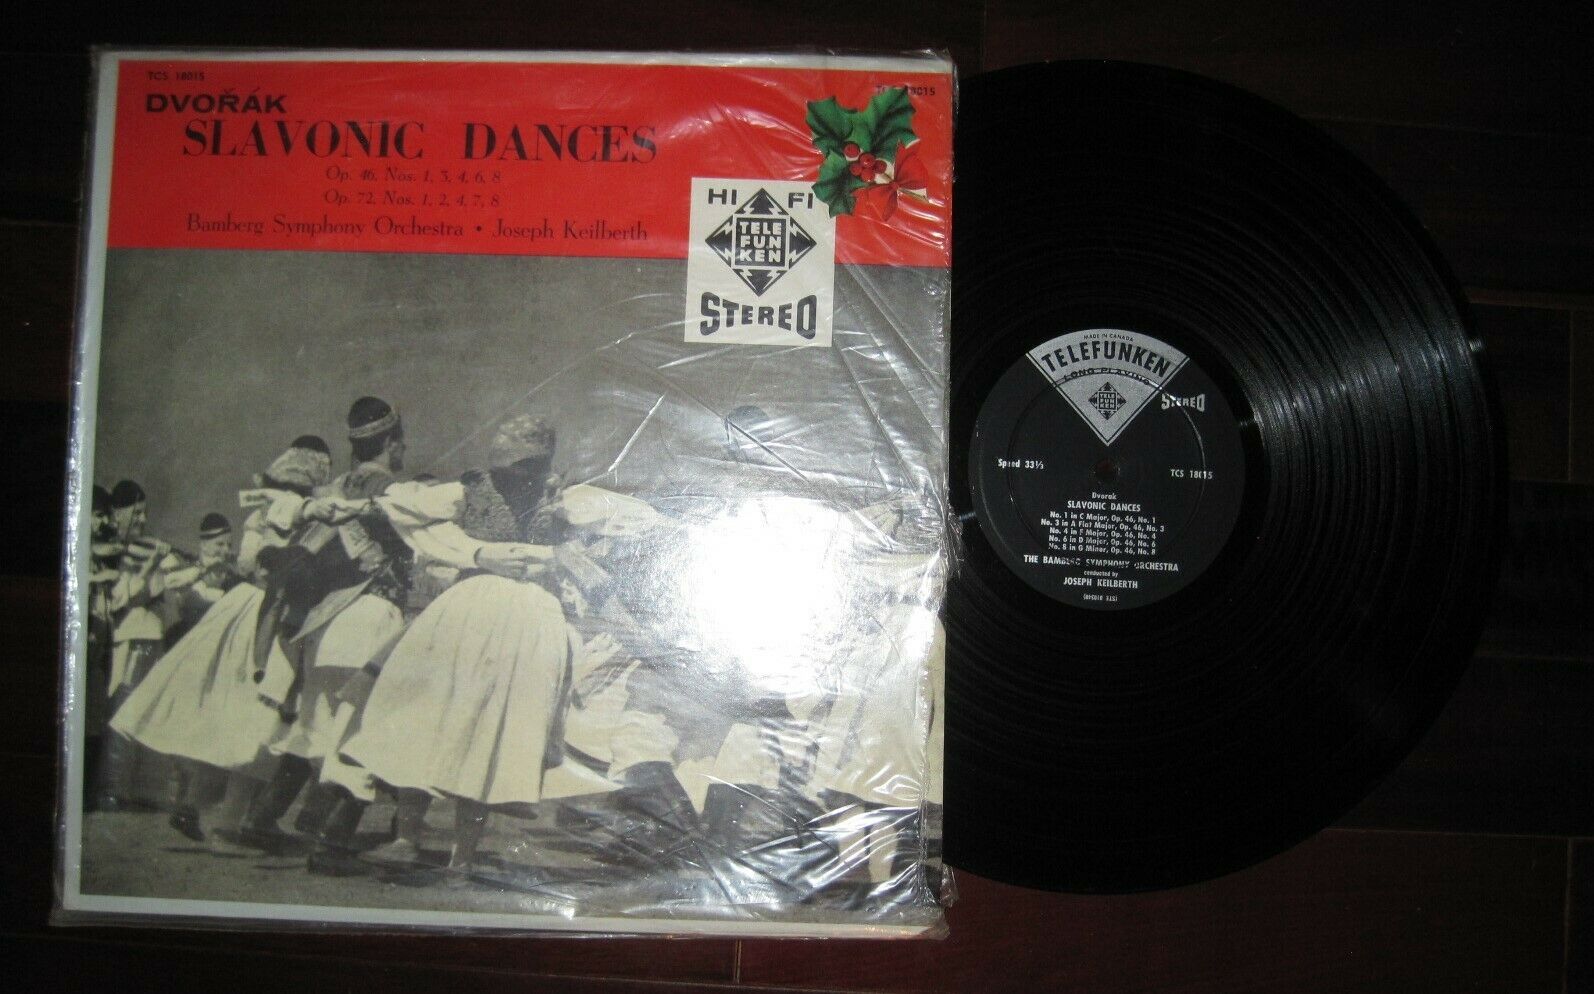 TCS 18015
DVOŘÁK
SLAVONIC DANCES
Op. 46, Nos. 1, 3, 4, 6, 8
Op. 72, Nos. 1, 2, 4, 7, 8
Bamberg Symphony Orchestra • Joseph Keilberth
HI FI
TELE
FUN
KEN
STEREO
MADE IN CANADA
TELEFUNKEN
LONG PLAYING
TELE
FUN
KEN
STEREO
Speed 33⅓
TCS 18015
Dvorak
SLAVONIC DANCES
No. 1 in C Major, Op. 46, No. 1
No. 3 in A Flat Major, Op. 46, No. 3
No. 4 in F Major, Op. 46, No. 4
No. 6 in D Major, Op. 46, No. 6
No. 8 in G Minor, Op. 46, No. 8
THE BAMBERG SYMPHONY ORCHESTRA
conducted by
JOSEPH KEILBERTH